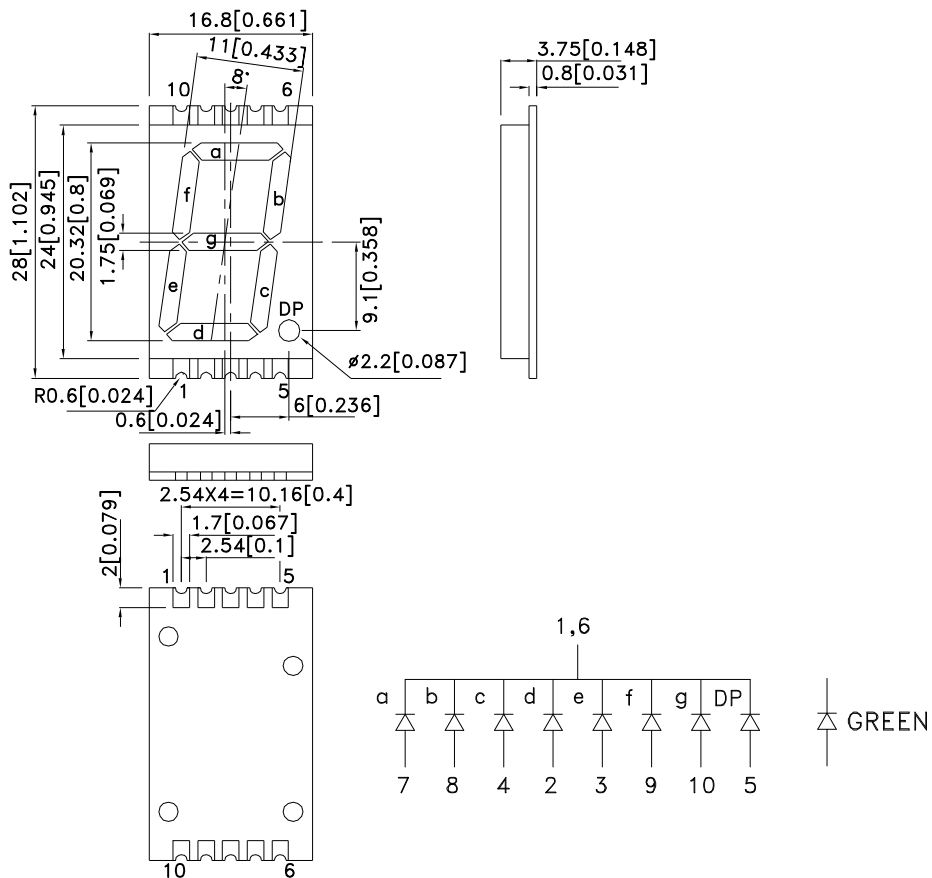 16.8[0.661]
11[0.433]
8°
10 6
3.75[0.148]
0.8[0.031]
28[1.102]
24[0.945]
20.32[0.8]
1.75[0.069]
a
f
b
g
e
c
d
DP
9.1[0.358]
ø2.2[0.087]
R0.6[0.024]
1 5
0.6[0.024]
6[0.236]
2.54X4=10.16[0.4]
1.7[0.067]
2.54[0.1]
2[0.079]
1 5
10 6
1,6
a b c d e f g DP
7 8 4 2 3 9 10 5
GREEN